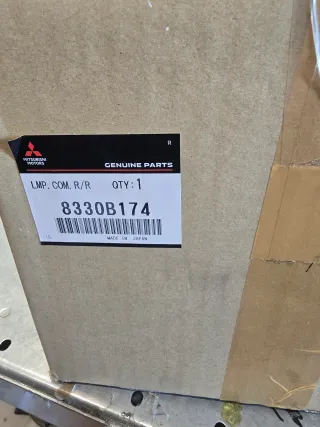 R
MITSUBISHI
MOTORS
GENUINE PARTS
LMP,COM,R/R QTY:1
8330B174
MADE IN JAPAN